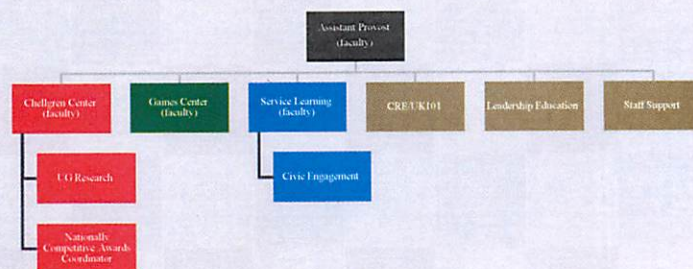 Assistant Provost
(faculty)
Chellgren Center
(faculty)
Gaines Center
(faculty)
Service Learning
(faculty)
CRE/UK101
Leadership Education
Staff Support
UG Research
Civic Engagement
Nationally
Competitive Awards
Coordinator